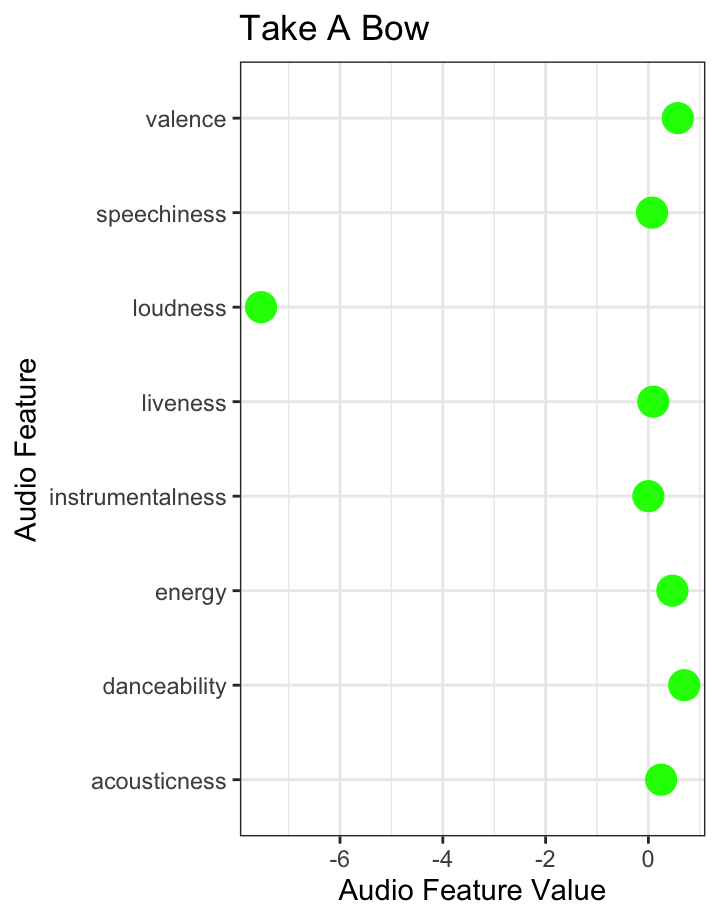 Take A Bow
valence
speechiness
loudness
liveness
instrumentalness
energy
danceability
acousticness
Audio Feature
-6 -4 -2 0
Audio Feature Value